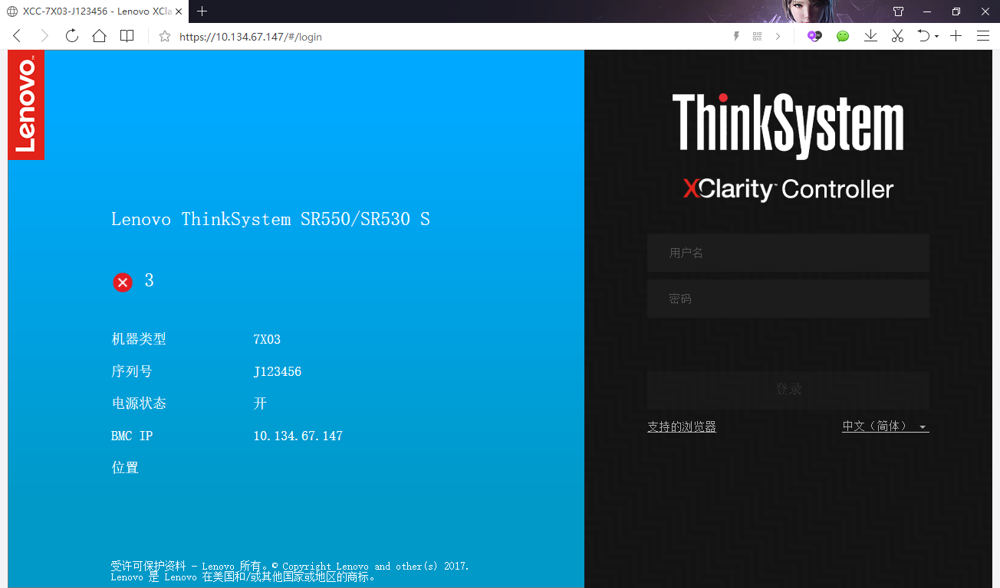 XCC-7X03-J123456 - Lenovo XCla
https://10.134.67.147/#/login
Lenovo™
Lenovo ThinkSystem SR550/SR530 S
3
机器类型 7X03
序列号 J123456
电源状态 开
BMC IP 10.134.67.147
位置
受许可保护资料 - Lenovo 所有。© Copyright Lenovo and other(s) 2017.
Lenovo 是 Lenovo 在美国和/或其他国家或地区的商标。
ThinkSystem
XClarity™ Controller
用户名
密码
登录
支持的浏览器 中文（简体）